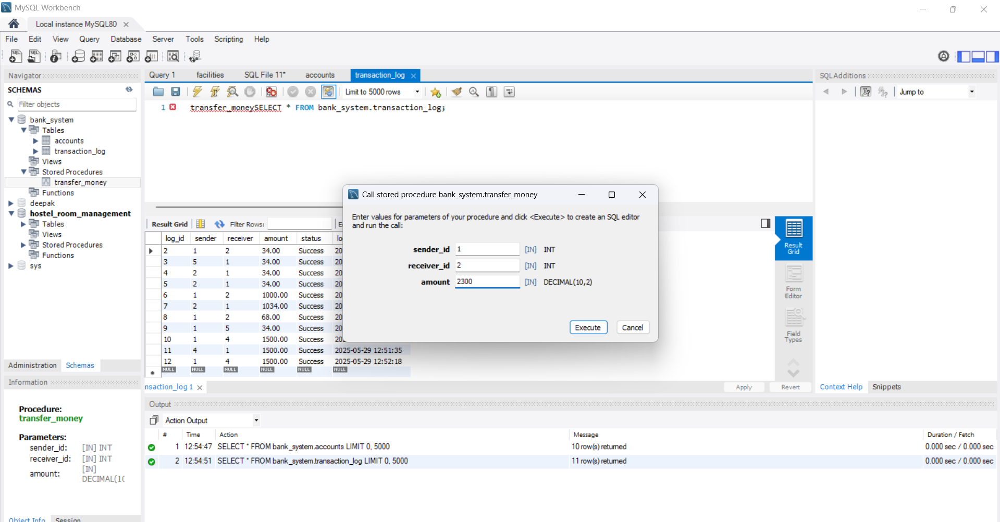 MySQL Workbench
Local instance MySQL80
File Edit View Query Database Server Tools Scripting Help
Navigator
SCHEMAS
Filter objects
bank_system
Tables
accounts
transaction_log
Views
Stored Procedures
transfer_money
Functions
deepak
hostel_room_management
Tables
Views
Stored Procedures
Functions
sys
Administration Schemas
Information
Procedure:
transfer_money
Parameters:
sender_id: [IN] INT
receiver_id: [IN] INT
amount: [IN]
DECIMAL(10
Object Info Session
Query 1 facilities SQL File 11* accounts transaction_log
Limit to 5000 rows
1 transfer_moneySELECT * FROM bank_system.transaction_log;
Result Grid Filter Rows: E
log_id sender receiver amount status lo
2 1 2 34.00 Success 20
3 5 1 34.00 Success 20
4 2 1 34.00 Success 20
5 2 1 34.00 Success 20
6 1 2 1000.00 Success 20
7 2 1 1034.00 Success 20
8 1 2 68.00 Success 20
9 1 5 34.00 Success 20
10 1 4 1500.00 Success 20
11 4 1 1500.00 Success 2025-05-29 12:51:35
12 1 4 1500.00 Success 2025-05-29 12:52:18
NULL NULL NULL NULL NULL NULL
nsaction_log 1
Apply Revert
Call stored procedure bank_system.transfer_money
Enter values for parameters of your procedure and click <Execute> to create an SQL editor
and run the call:
sender_id 1 [IN] INT
receiver_id 2 [IN] INT
amount 2300 [IN] DECIMAL(10,2)
Execute Cancel
Result
Grid
Form
Editor
Field
Types
SQLAdditions
Jump to
Context Help Snippets
Output
Action Output
# Time Action Message Duration / Fetch
1 12:54:47 SELECT * FROM bank_system.accounts LIMIT 0, 5000 10 row(s) returned 0.000 sec / 0.000 sec
2 12:54:51 SELECT * FROM bank_system.transaction_log LIMIT 0, 5000 11 row(s) returned 0.000 sec / 0.000 sec